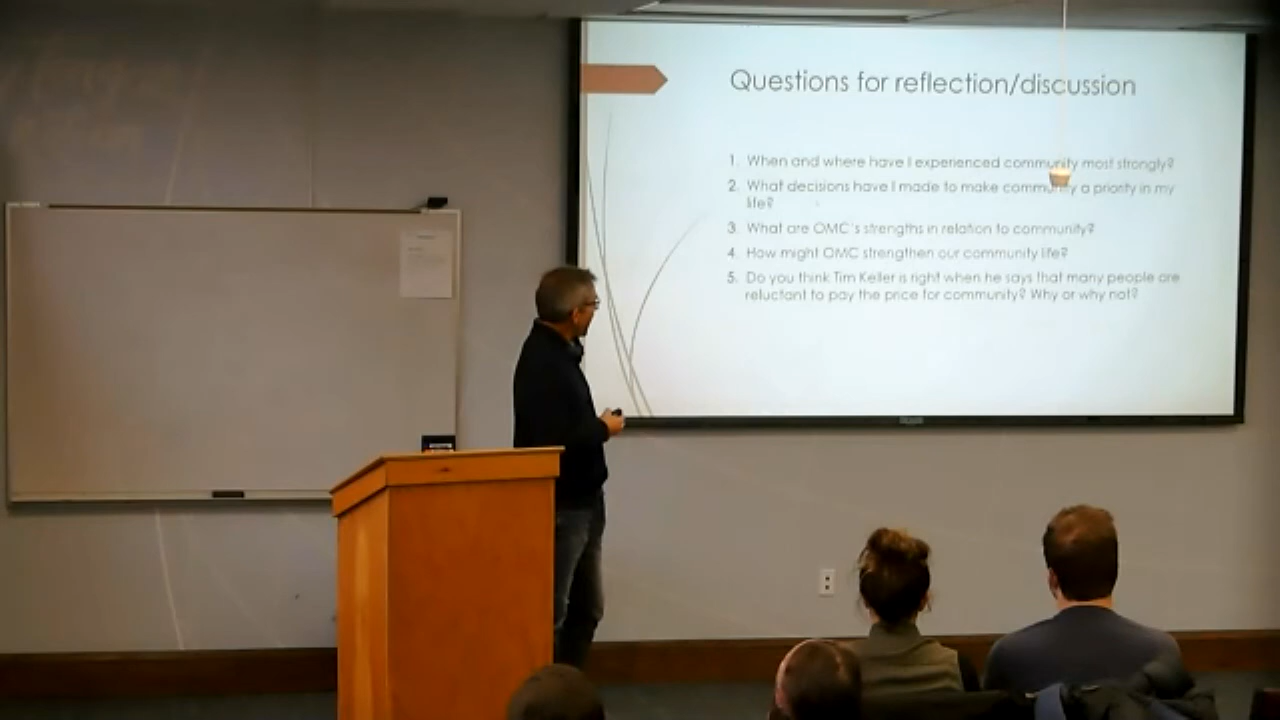 Questions for reflection/discussion
1. When and where have I experienced community most strongly?
2. What decisions have I made to make community a priority in my
life?
3. What are OMC's strengths in relation to community?
4. How might OMC strengthen our community life?
5. Do you think Tim Keller is right when he says that many people are
reluctant to pay the price for community? Why or why not?